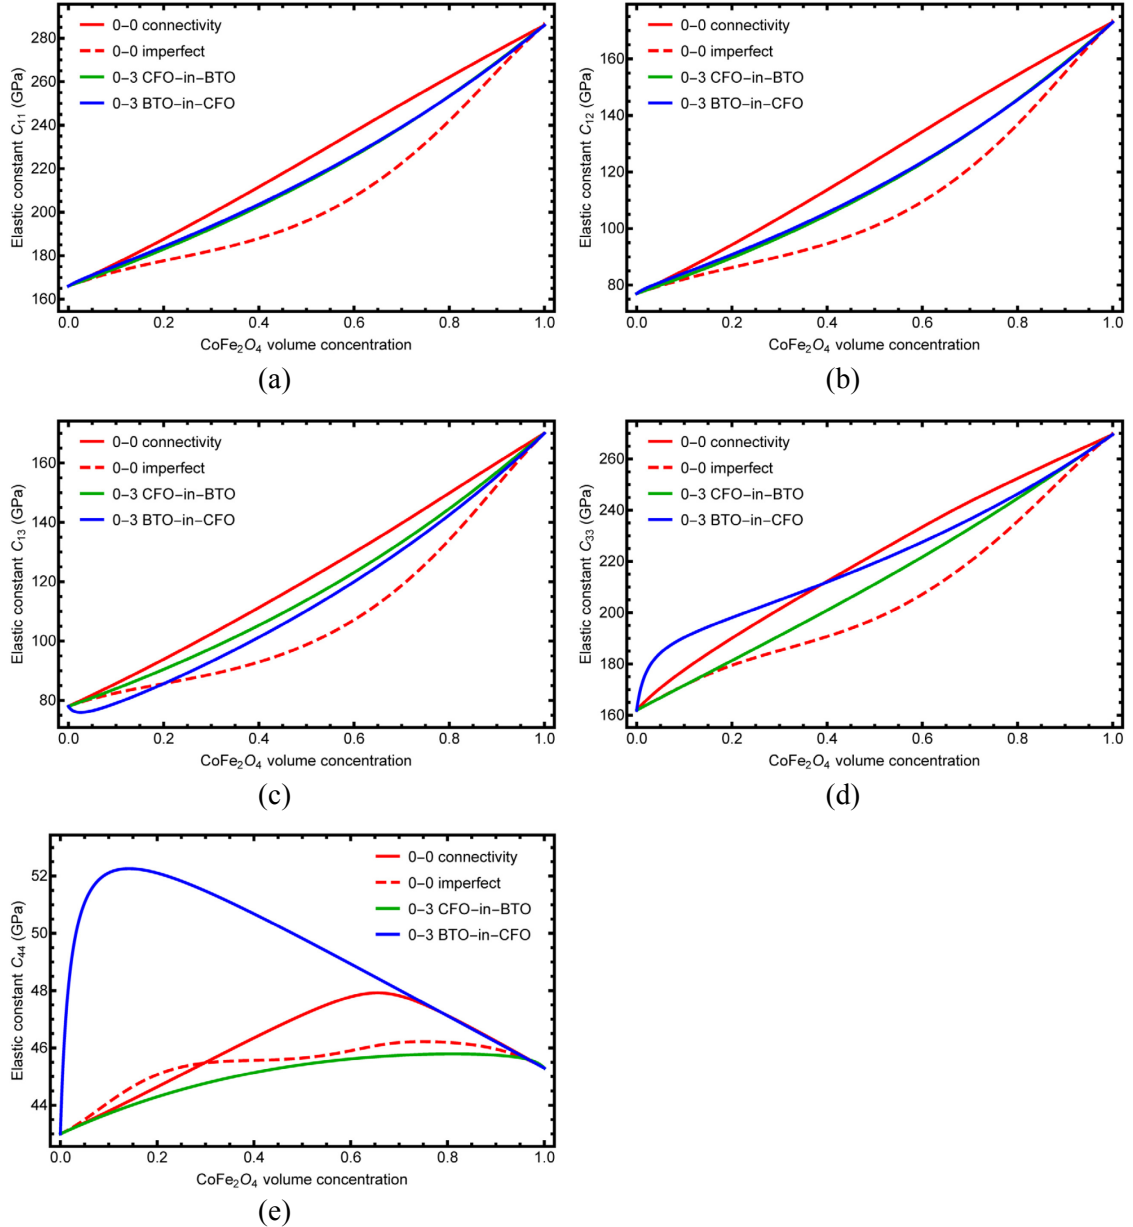 0–0 connectivity
0–0 imperfect
0–3 CFO–in–BTO
0–3 BTO–in–CFO
280
260
240
220
200
180
160
Elastic constant C11 (GPa)
0.0 0.2 0.4 0.6 0.8 1.0
CoFe2O4 volume concentration
(a)
0–0 connectivity
0–0 imperfect
0–3 CFO–in–BTO
0–3 BTO–in–CFO
160
140
120
100
80
Elastic constant C12 (GPa)
0.0 0.2 0.4 0.6 0.8 1.0
CoFe2O4 volume concentration
(b)
0–0 connectivity
0–0 imperfect
0–3 CFO–in–BTO
0–3 BTO–in–CFO
160
140
120
100
80
Elastic constant C13 (GPa)
0.0 0.2 0.4 0.6 0.8 1.0
CoFe2O4 volume concentration
(c)
0–0 connectivity
0–0 imperfect
0–3 CFO–in–BTO
0–3 BTO–in–CFO
260
240
220
200
180
160
Elastic constant C33 (GPa)
0.0 0.2 0.4 0.6 0.8 1.0
CoFe2O4 volume concentration
(d)
0–0 connectivity
0–0 imperfect
0–3 CFO–in–BTO
0–3 BTO–in–CFO
52
50
48
46
44
Elastic constant C44 (GPa)
0.0 0.2 0.4 0.6 0.8 1.0
CoFe2O4 volume concentration
(e)